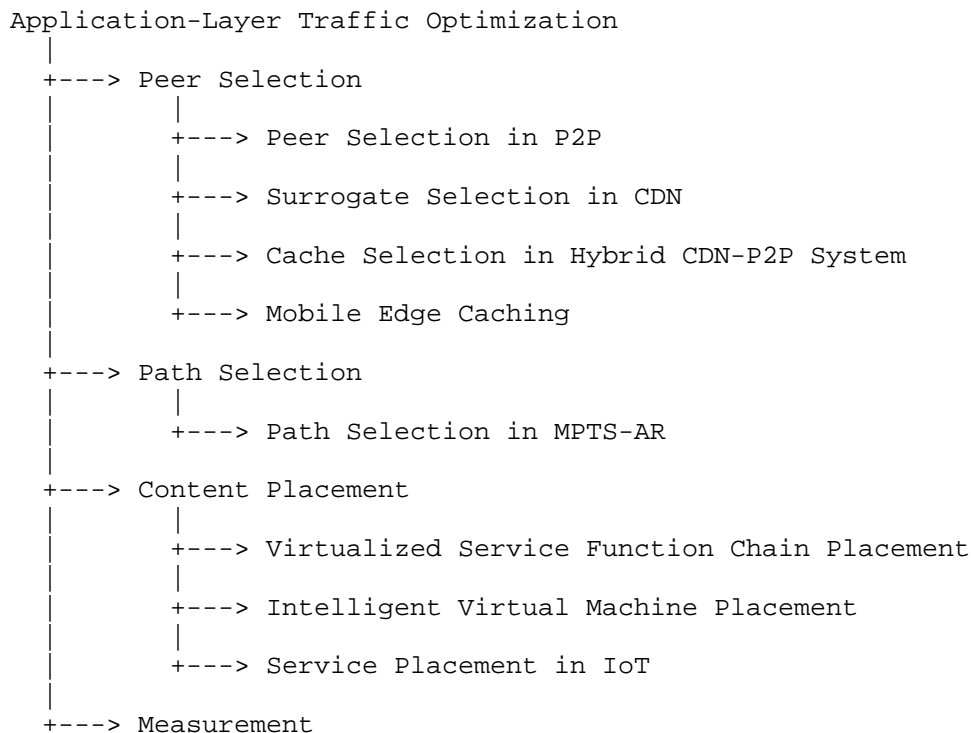 Application-Layer Traffic Optimization
|
+---> Peer Selection
|       |
|       +---> Peer Selection in P2P
|       |
|       +---> Surrogate Selection in CDN
|       |
|       +---> Cache Selection in Hybrid CDN-P2P System
|       |
|       +---> Mobile Edge Caching
|
+---> Path Selection
|       |
|       +---> Path Selection in MPTS-AR
|
+---> Content Placement
|       |
|       +---> Virtualized Service Function Chain Placement
|       |
|       +---> Intelligent Virtual Machine Placement
|       |
|       +---> Service Placement in IoT
|
+---> Measurement